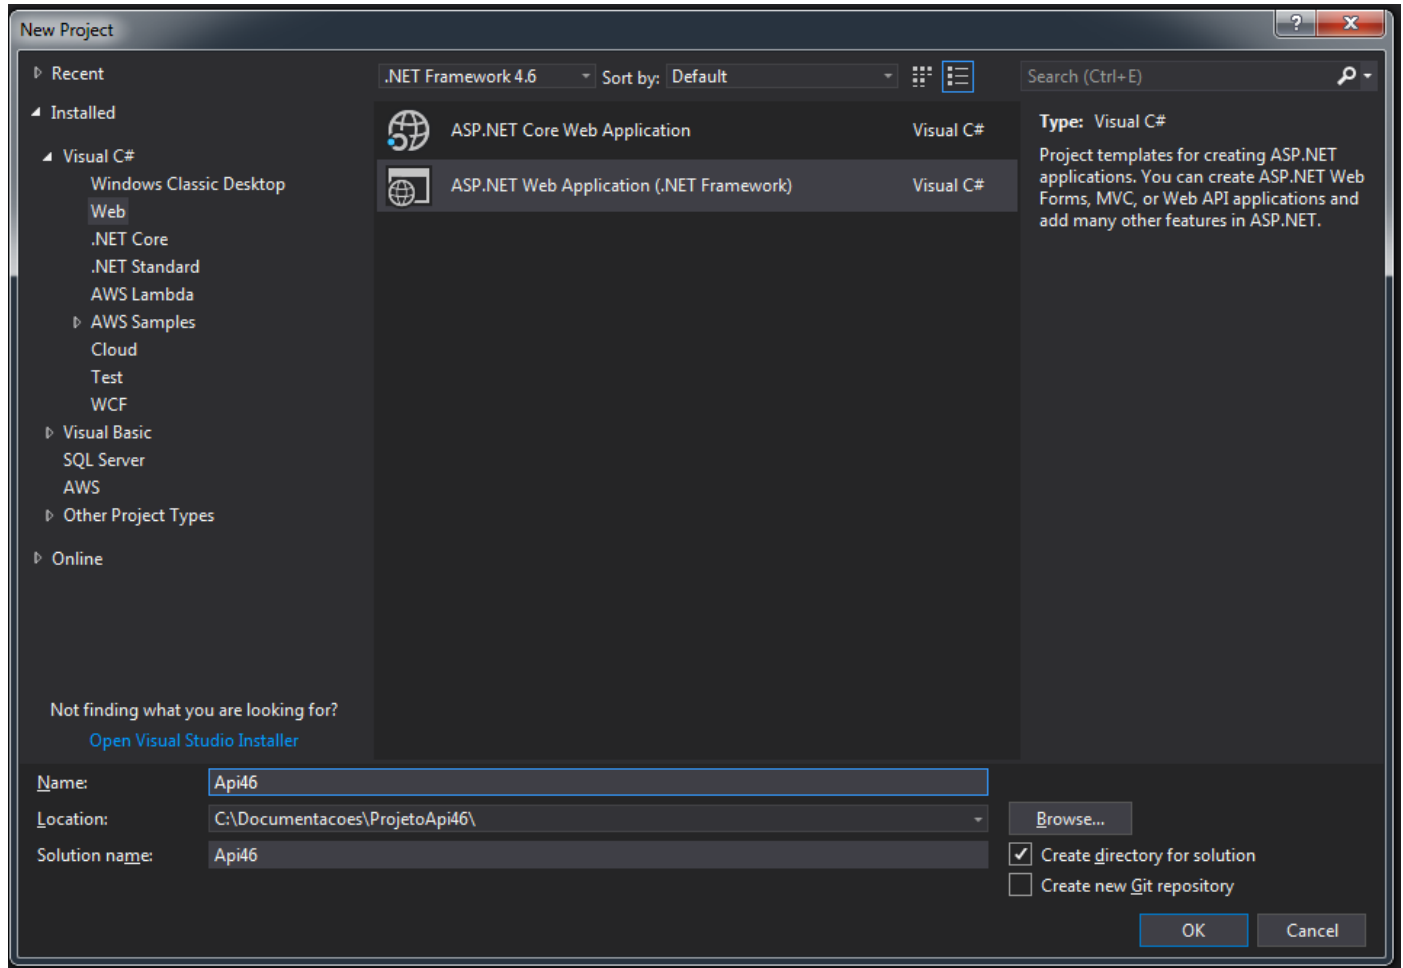 New Project
?
X
Recent
Installed
Visual C#
Windows Classic Desktop
Web
.NET Core
.NET Standard
AWS Lambda
AWS Samples
Cloud
Test
WCF
Visual Basic
SQL Server
AWS
Other Project Types
Online
Not finding what you are looking for?
Open Visual Studio Installer
.NET Framework 4.6
Sort by: Default
ASP.NET Core Web Application Visual C#
ASP.NET Web Application (.NET Framework) Visual C#
Search (Ctrl+E)
Type: Visual C#
Project templates for creating ASP.NET
applications. You can create ASP.NET Web
Forms, MVC, or Web API applications and
add many other features in ASP.NET.
Name: Api46
Location: C:\Documentacoes\ProjetoApi46\
Browse...
Solution name: Api46
Create directory for solution
Create new Git repository
OK
Cancel